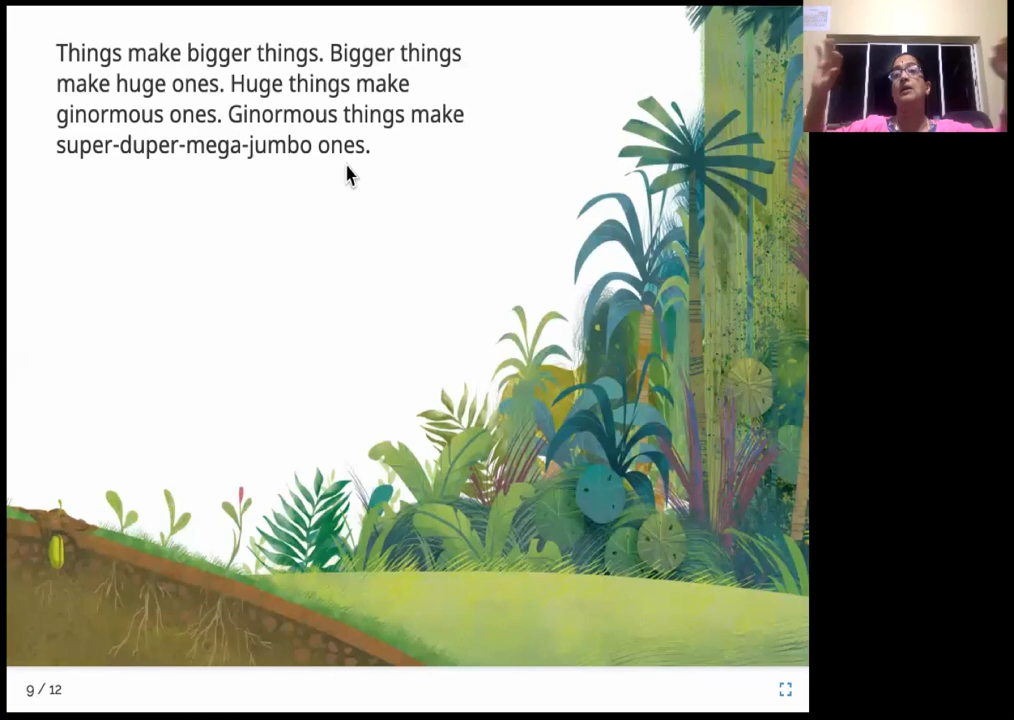 Things make bigger things. Bigger things
make huge ones. Huge things make
ginormous ones. Ginormous things make
super-duper-mega-jumbo ones.
9 / 12